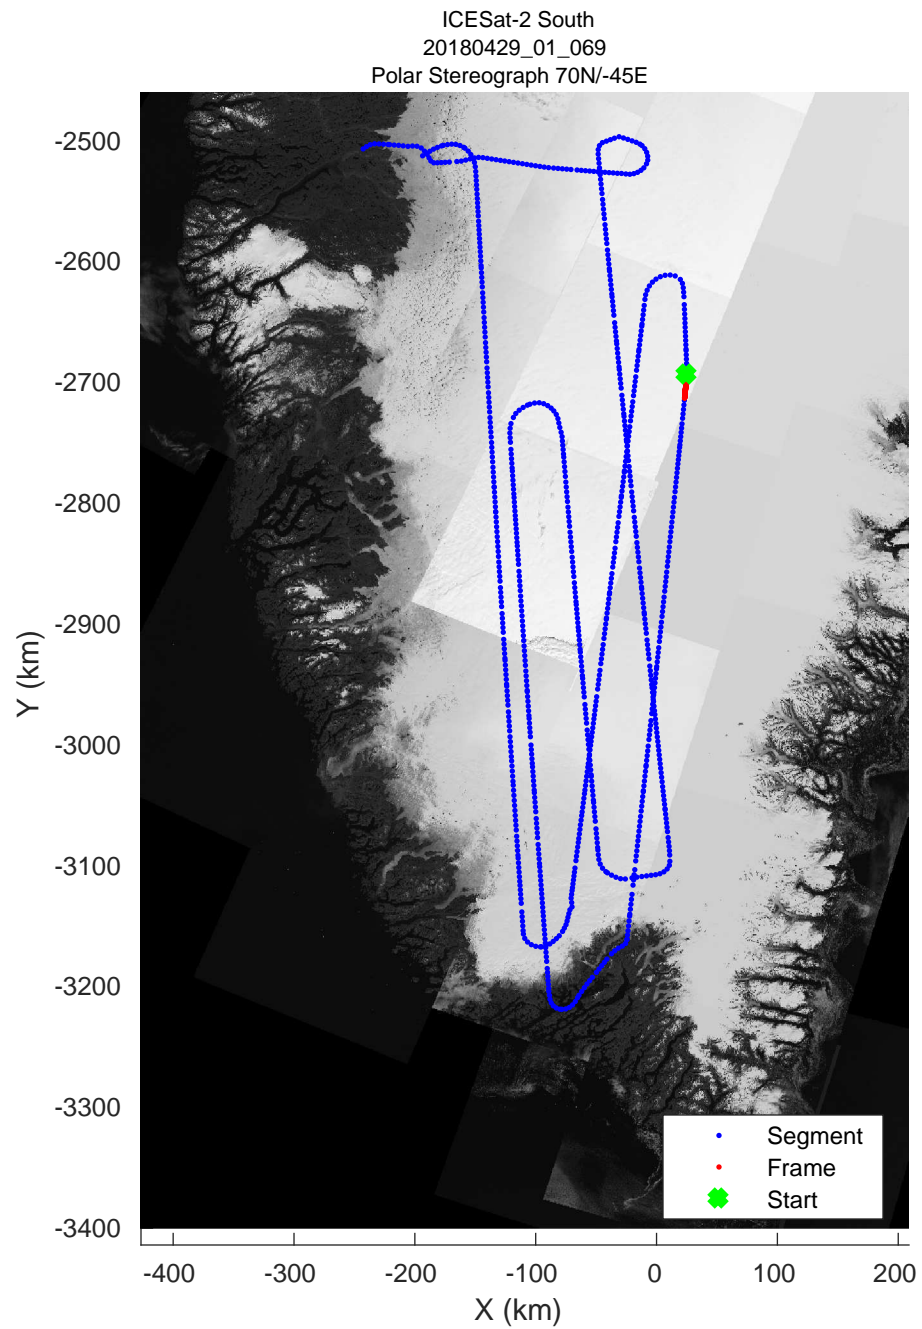 ICESat-2 South
20180429_01_069
Polar Stereograph 70N/-45E
-2500
-2600
-2700
-2800
-2900
-3000
-3100
-3200
-3300
-3400
Y (km)
Segment
Frame
Start
-400 -300 -200 -100 0 100 200
X (km)